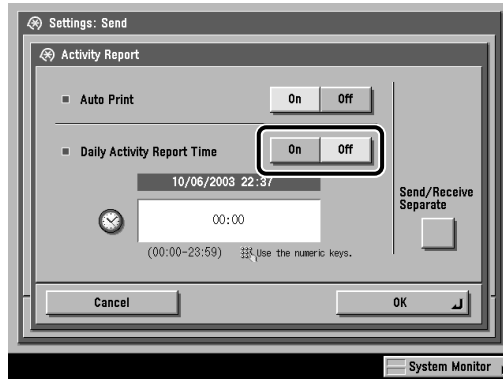 Settings: Send
Activity Report
Auto Print
On Off
Daily Activity Report Time
On Off
10/06/2003 22:37
00:00
(00:00-23:59) Use the numeric keys.
Send/Receive
Separate
Cancel
OK
System Monitor